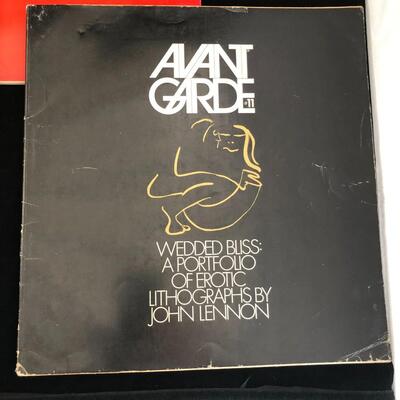 AVANT
GARDE #11
WEDDED BLISS:
A PORTFOLIO
OF EROTIC
LITHOGRAPHS BY
JOHN LENNON